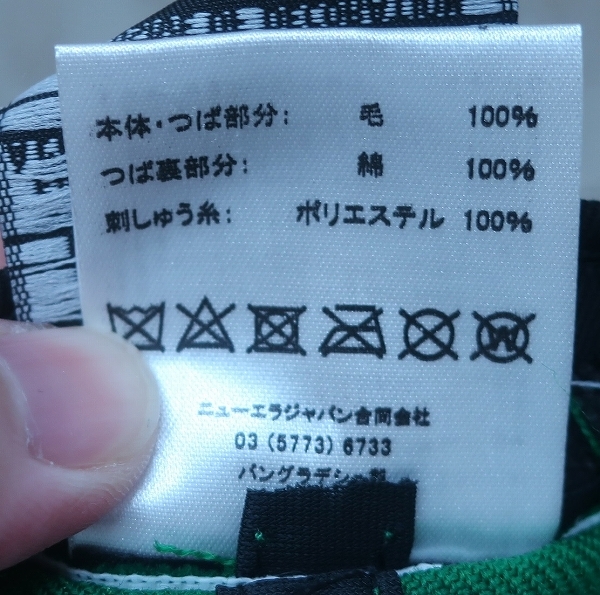 本体・つば部分: 毛 100%
つば裏部分: 綿 100%
刺しゅう糸: ポリエステル 100%
W
ニューエラジャパン合同会社
03 (5773) 6733
バングラデシュ製